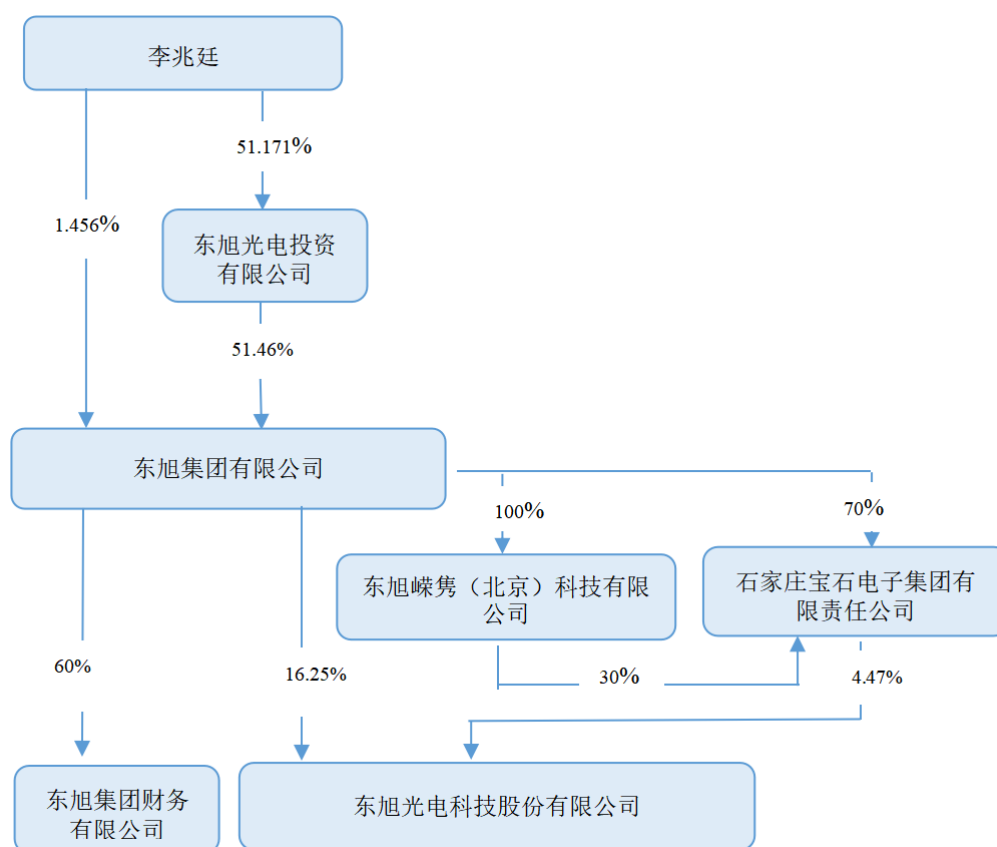 李兆廷
51.171%
1.456%
东旭光电投资
有限公司
51.46%
东旭集团有限公司
100%
70%
东旭嵘隽（北京）科技有限
公司
石家庄宝石电子集团有
限责任公司
60%
16.25%
30%
4.47%
东旭集团财务
有限公司
东旭光电科技股份有限公司